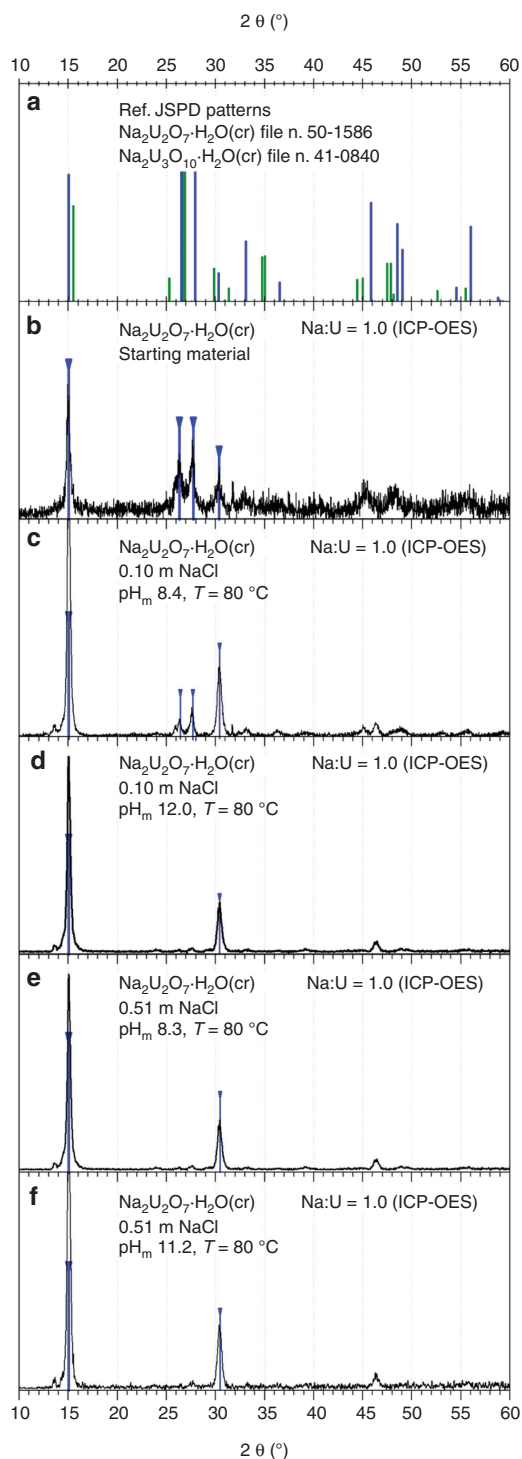 2 θ (°)
10 15 20 25 30 35 40 45 50 55 60
a
Ref. JSPD patterns
Na₂U₂O₇·H₂O(cr) file n. 50-1586
Na₂U₃O₁₀·H₂O(cr) file n. 41-0840
b
Na₂U₂O₇·H₂O(cr) Na:U = 1.0 (ICP-OES)
Starting material
c
Na₂U₂O₇·H₂O(cr) Na:U = 1.0 (ICP-OES)
0.10 m NaCl
pHₘ 8.4, T = 80 °C
d
Na₂U₂O₇·H₂O(cr) Na:U = 1.0 (ICP-OES)
0.10 m NaCl
pHₘ 12.0, T = 80 °C
e
Na₂U₂O₇·H₂O(cr) Na:U = 1.0 (ICP-OES)
0.51 m NaCl
pHₘ 8.3, T = 80 °C
f
Na₂U₂O₇·H₂O(cr) Na:U = 1.0 (ICP-OES)
0.51 m NaCl
pHₘ 11.2, T = 80 °C
10 15 20 25 30 35 40 45 50 55 60
2 θ (°)